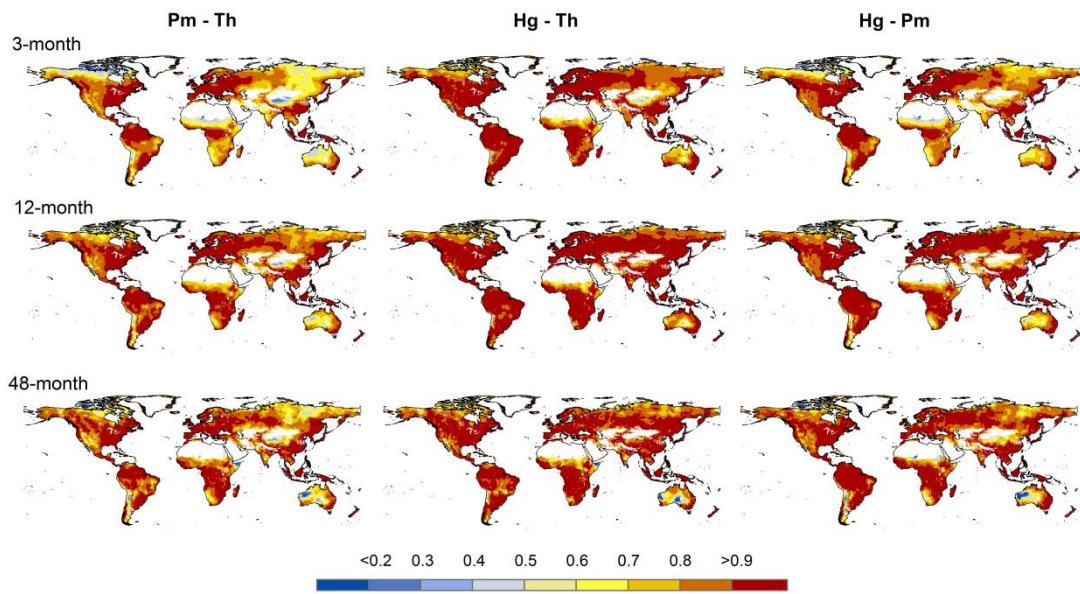 Pm - Th Hg - Th Hg - Pm
3-month
12-month
48-month
<0.2 0.3 0.4 0.5 0.6 0.7 0.8 >0.9